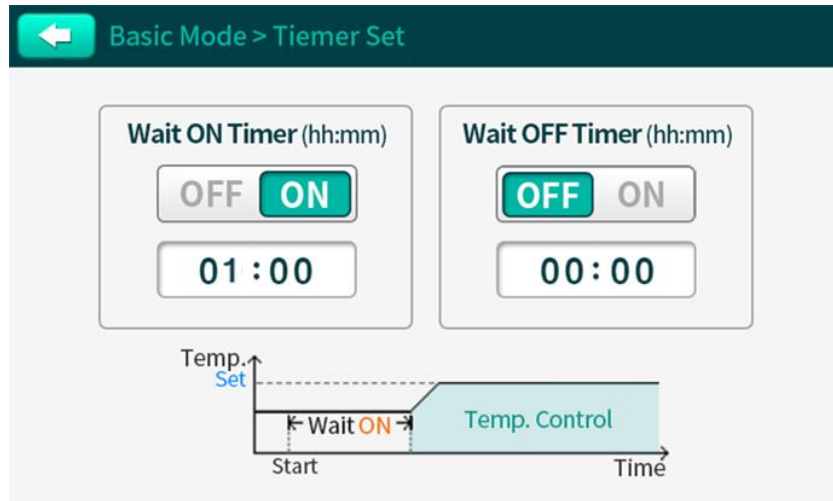 Basic Mode > Tiemer Set
Wait ON Timer (hh:mm)
OFF ON
01:00
Wait OFF Timer (hh:mm)
OFF ON
00:00
Temp.
Set
Wait ON
Temp. Control
Start
Time